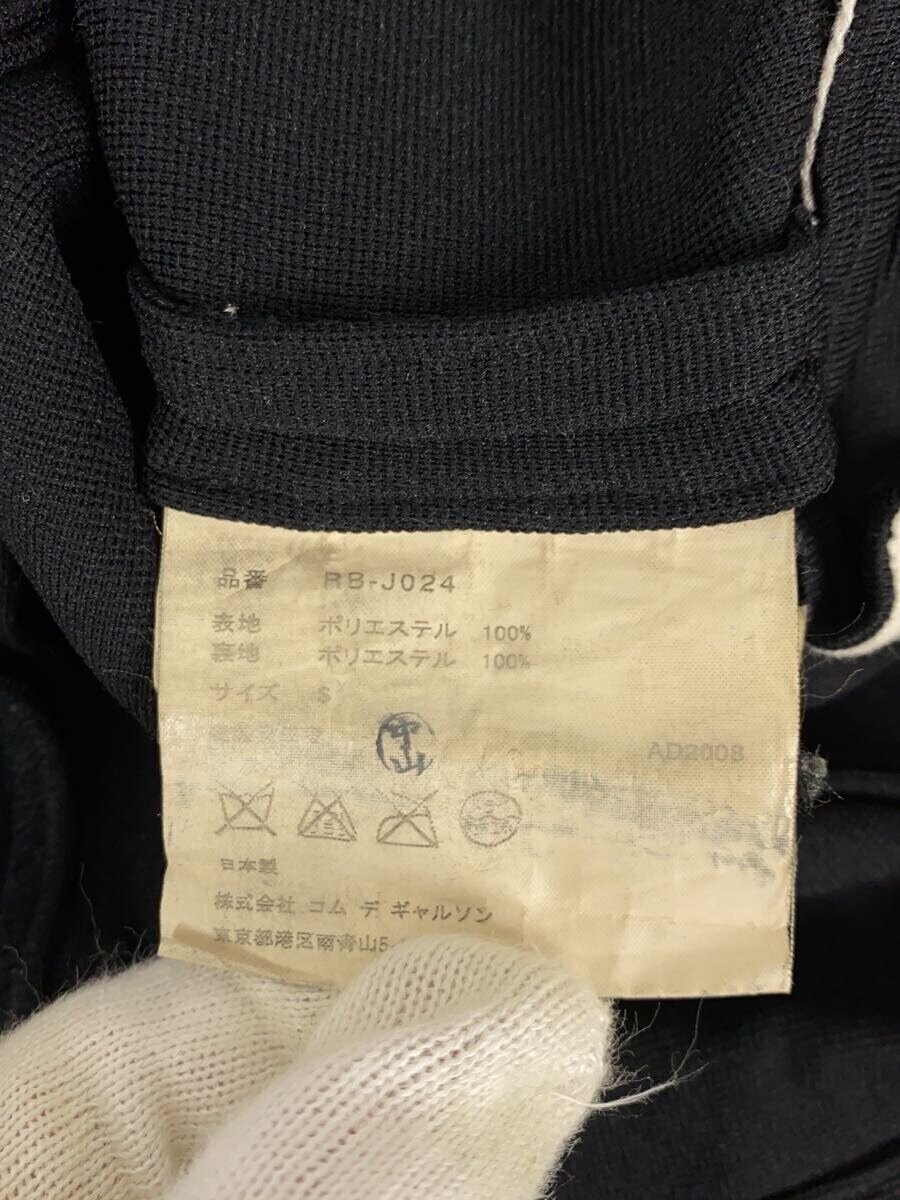 品番 RB-J024
表地 ポリエステル 100%
裏地 ポリエステル 100%
サイズ S
中山
AD2008
日本製
株式会社 コム デ ギャルソン
東京都港区南青山5-